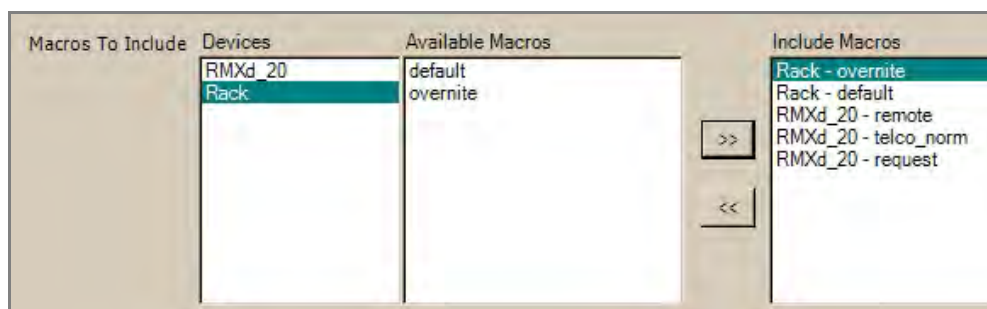 Macros To Include
Devices
RMXd_20
Rack
Available Macros
default
overnite
>>
<<
Include Macros
Rack - overnite
Rack - default
RMXd_20 - remote
RMXd_20 - telco_norm
RMXd_20 - request